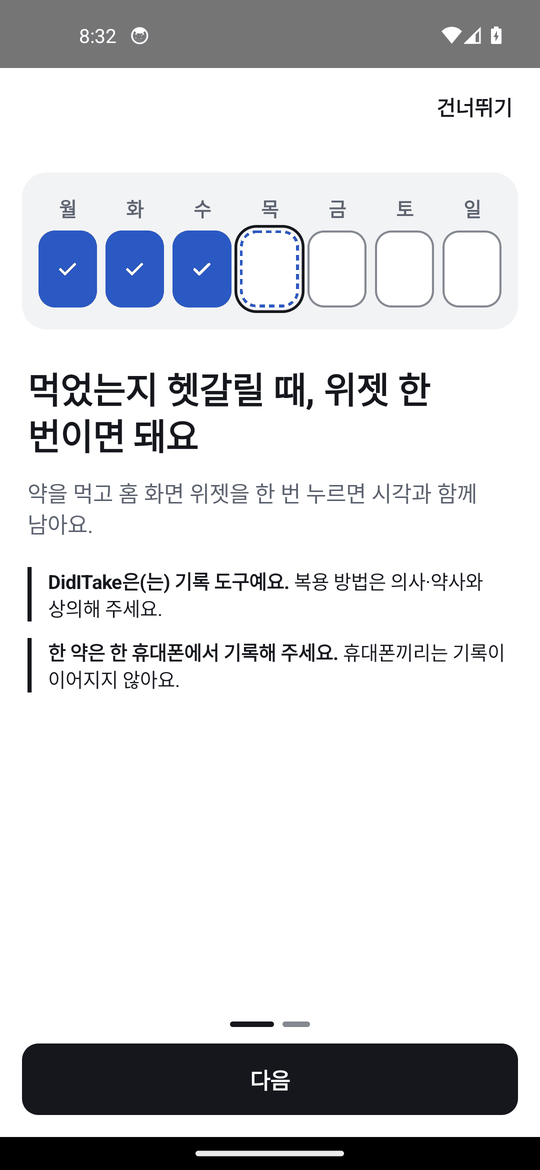 8:32
건너뛰기
월 화 수 목 금 토 일
먹었는지 헷갈릴 때, 위젯 한
번이면 돼요
약을 먹고 홈 화면 위젯을 한 번 누르면 시각과 함께
남아요.
DidITake은(는) 기록 도구예요. 복용 방법은 의사·약사와
상의해 주세요.
한 약은 한 휴대폰에서 기록해 주세요. 휴대폰끼리는 기록이
이어지지 않아요.
다음